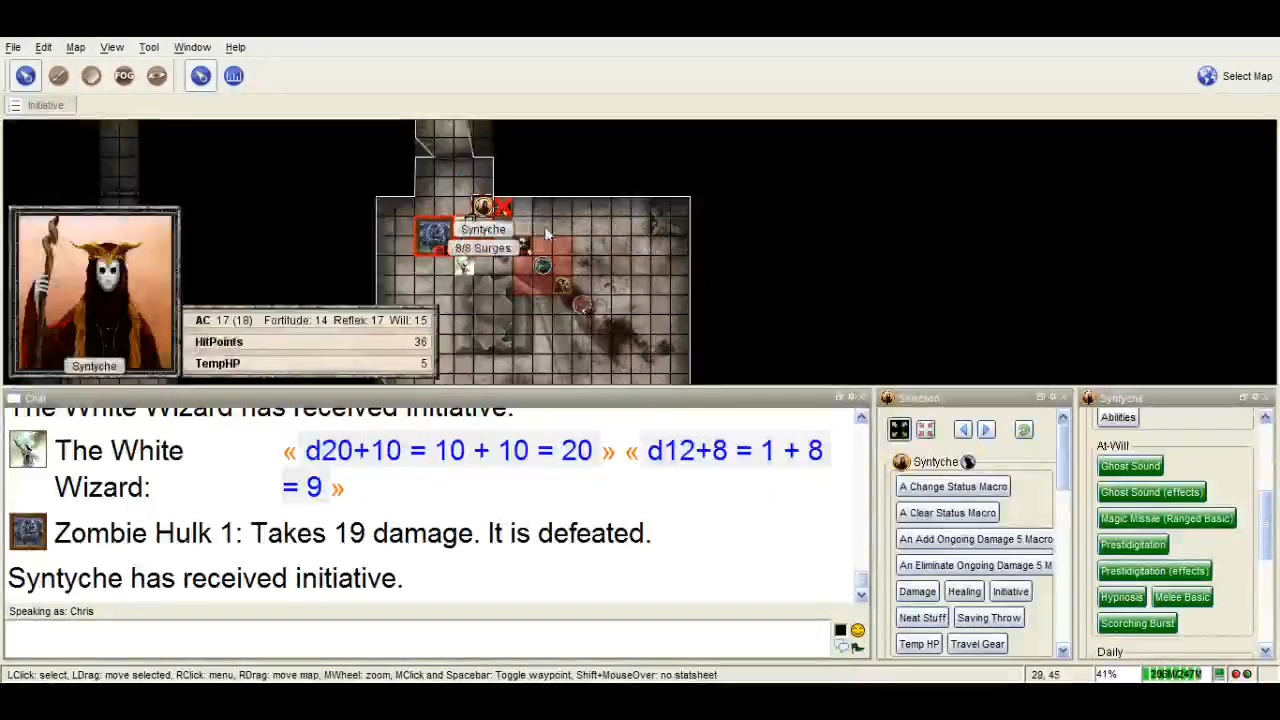 File Edit Map View Tool Window Help
FOG
Select Map
Initiative
Syntyche
8/8 Surges
AC 17 (18) Fortitude: 14 Reflex: 17 Will: 15
HitPoints 36
TempHP 5
Syntyche
Chat
The White Wizard has received initiative.
The White Wizard: « d20+10 = 10 + 10 = 20 » « d12+8 = 1 + 8 = 9 »
Zombie Hulk 1: Takes 19 damage. It is defeated.
Syntyche has received initiative.
Speaking as: Chris
Selection
Syntyche
A Change Status Macro
A Clear Status Macro
An Add Ongoing Damage 5 Macro
An Eliminate Ongoing Damage 5 M
Damage Healing Initiative
Neat Stuff Saving Throw
Temp HP Travel Gear
Syntyche
Abilities
At-Will
Ghost Sound
Ghost Sound (effects)
Magic Missile (Ranged Basic)
Prestidigitation
Prestidigitation (effects)
Hypnosis Melee Basic
Scorching Burst
Daily
LClick: select, LDrag: move selected, RClick: menu, RDrag: move map, MWheel: zoom, MClick and Spacebar: Toggle waypoint, Shift+MouseOver: no statsheet
28, 45
41%